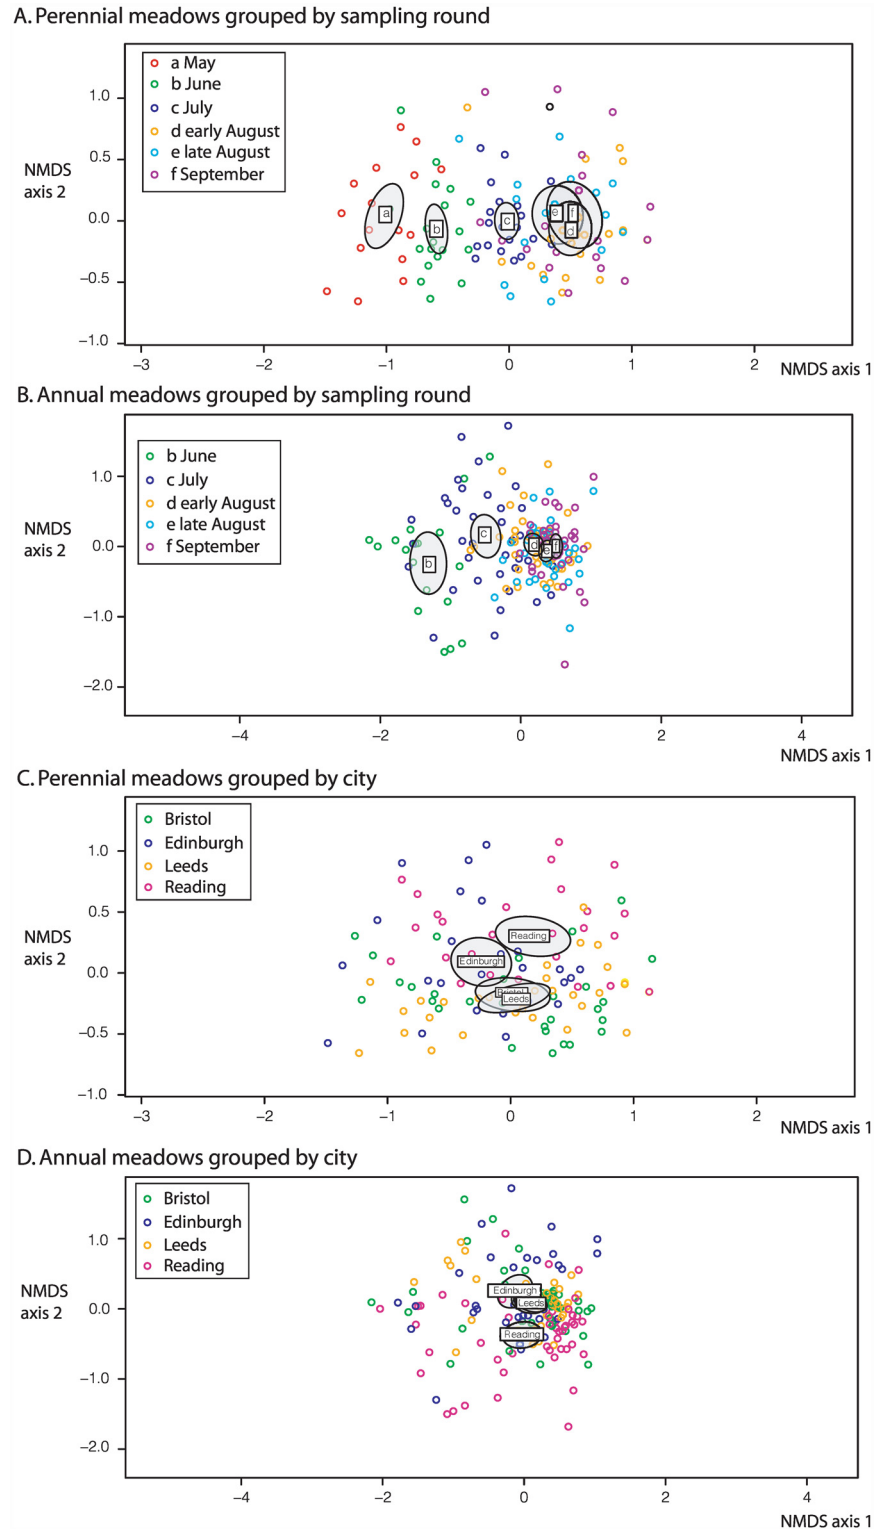 A. Perennial meadows grouped by sampling round
a May
b June
c July
d early August
e late August
f September
NMDS
axis 2
1.0
0.5
0.0
−0.5
−1.0
a
b
c
e
f
d
−3
−2
−1
0
1
2
NMDS axis 1
B. Annual meadows grouped by sampling round
b June
c July
d early August
e late August
f September
NMDS
axis 2
1.0
0.0
−1.0
−2.0
b
c
d
e
f
−4
−2
0
2
4
NMDS axis 1
C. Perennial meadows grouped by city
Bristol
Edinburgh
Leeds
Reading
NMDS
axis 2
1.0
0.5
0.0
−0.5
−1.0
Reading
Edinburgh
Bristol
Leeds
−3
−2
−1
0
1
2
NMDS axis 1
D. Annual meadows grouped by city
Bristol
Edinburgh
Leeds
Reading
NMDS
axis 2
1.0
0.0
−1.0
−2.0
Edinburgh
Leeds
Reading
−4
−2
0
2
4
NMDS axis 1